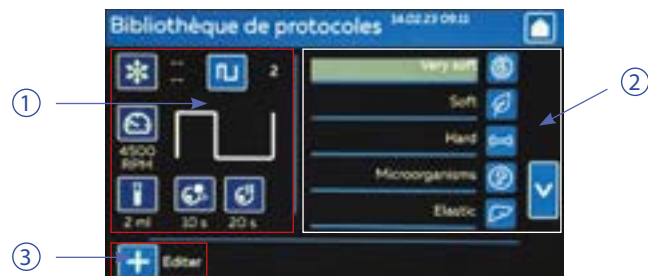 Bibliothèque de protocoles 14.02.23 09:11
-- 2
--
4500
RPM
2 ml 10 s 20 s
Very soft
Soft
Hard
Microorganisms
Elastic
Editar
1
2
3